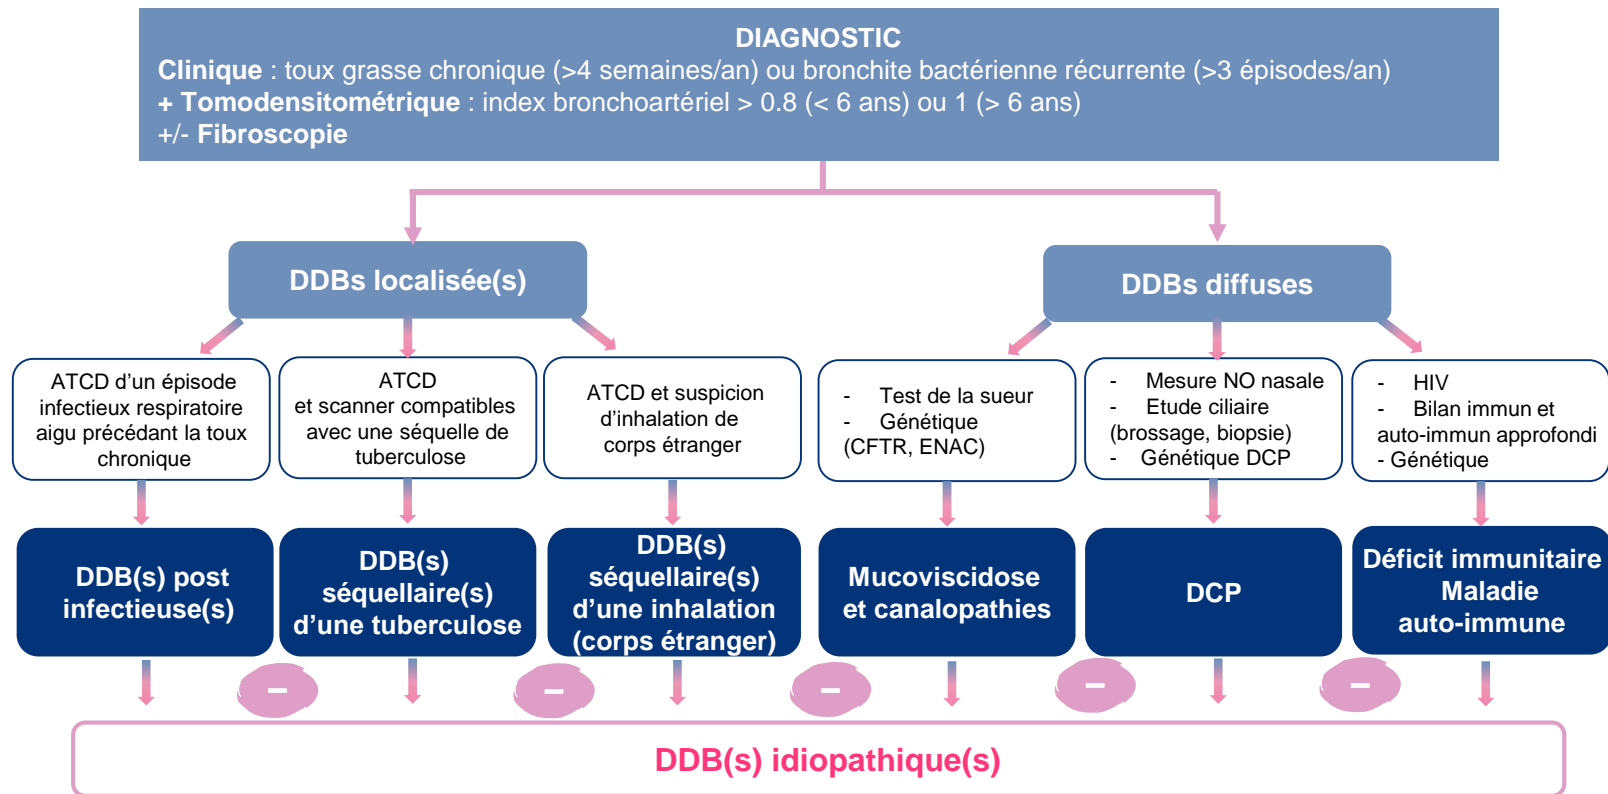 DIAGNOSTIC
Clinique : toux grasse chronique (>4 semaines/an) ou bronchite bactérienne récurrente (>3 épisodes/an)
+ Tomodensitométrique : index bronchoartériel > 0.8 (< 6 ans) ou 1 (> 6 ans)
+/- Fibroscopie
DDBs localisée(s)
DDBs diffuses
ATCD d'un épisode
infectieux respiratoire
aigu précédant la toux
chronique
ATCD
et scanner compatibles
avec une séquelle de
tuberculose
ATCD et suspicion
d'inhalation de
corps étranger
- Test de la sueur
- Génétique
(CFTR, ENAC)
- Mesure NO nasale
- Etude ciliaire
(brossage, biopsie)
- Génétique DCP
- HIV
- Bilan immun et
auto-immun approfondi
- Génétique
DDB(s) post
infectieuse(s)
DDB(s)
séquellaire(s)
d'une tuberculose
DDB(s)
séquellaire(s)
d'une inhalation
(corps étranger)
Mucoviscidose
et canalopathies
DCP
Déficit immunitaire
Maladie
auto-immune
– – – – –
DDB(s) idiopathique(s)